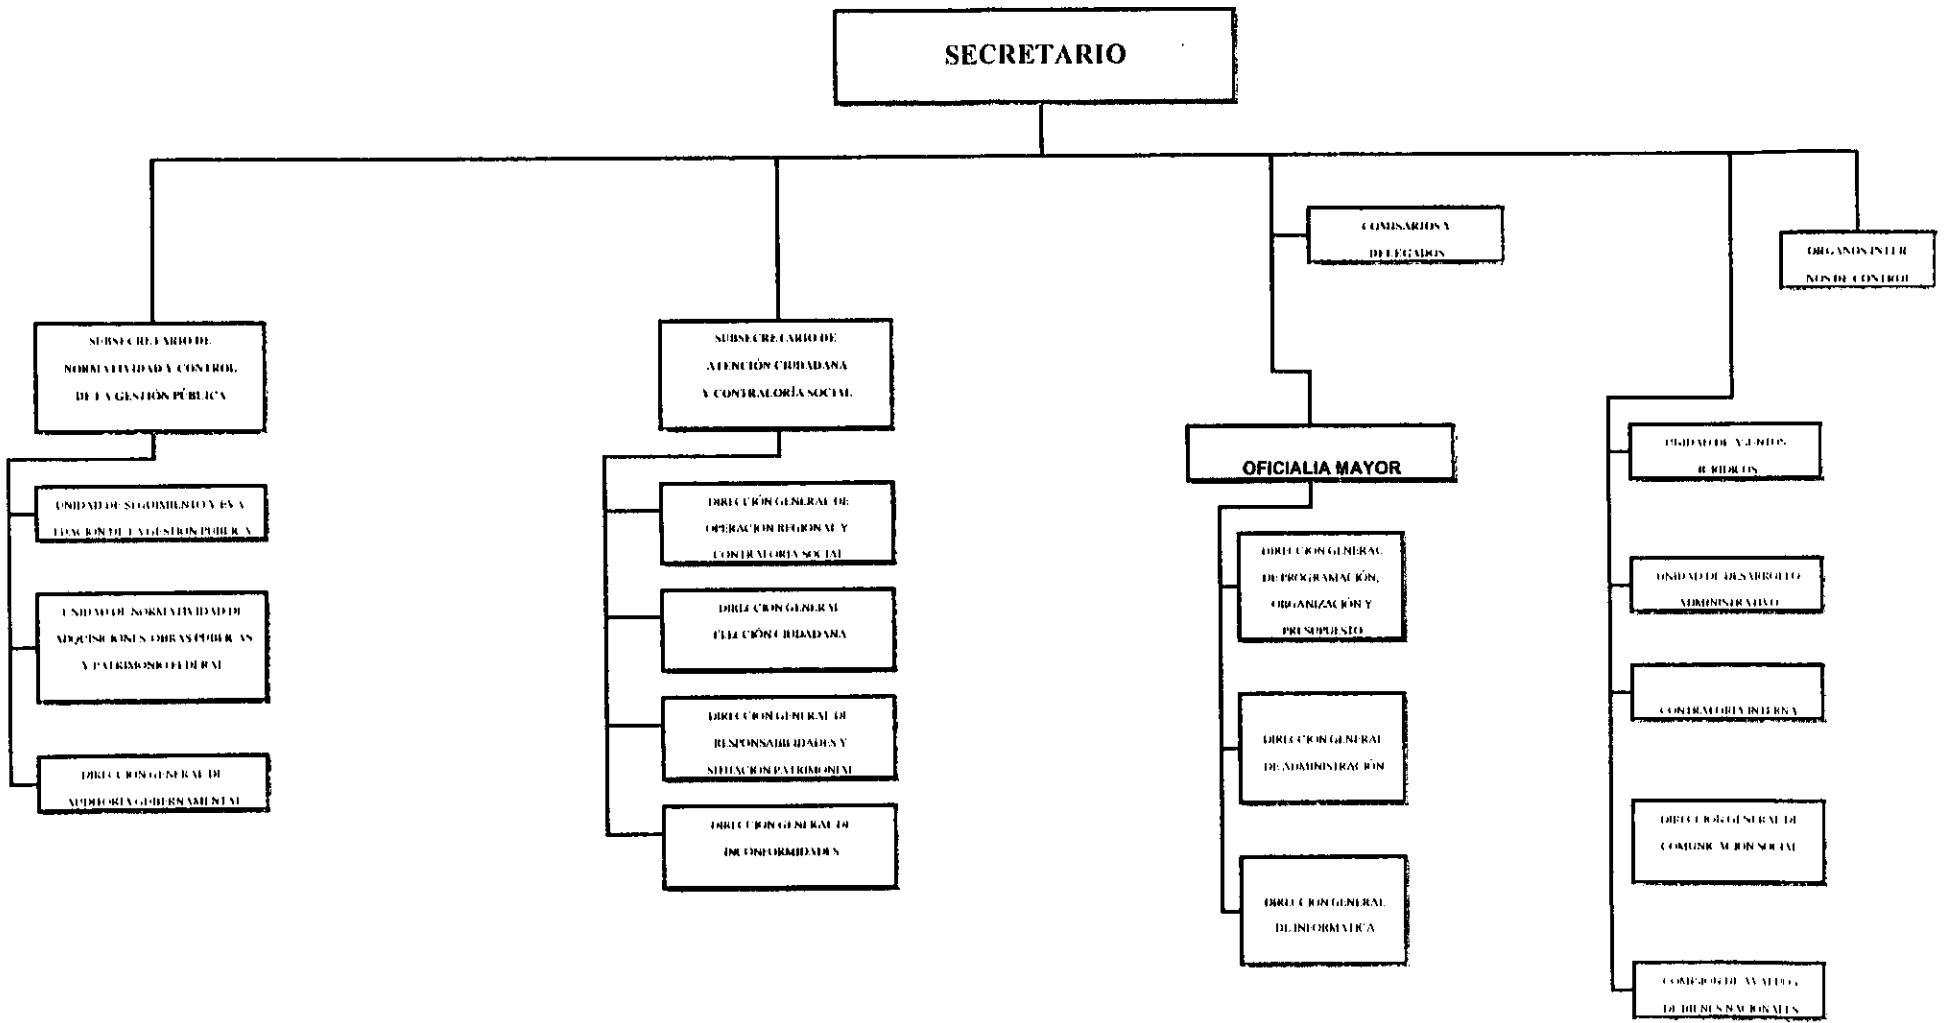 SECRETARIO
COMISARIOS Y
DELEGADOS
ORGANOS INTER
NOS DE CONTROL
SUBSECRETARIO DE
NORMATIVIDAD Y CONTROL
DE LA GESTIÓN PÚBLICA
UNIDAD DE SEGUIMIENTO Y EVA
LUACION DE LA GESTION PUBLICA
UNIDAD DE NORMATIVIDAD DE
ADQUISICIONES, OBRAS PUBLICAS
Y PATRIMONIO FEDERAL
DIRECCION GENERAL DE
AUDITORIA GUBERNAMENTAL
SUBSECRETARIO DE
ATENCIÓN CIUDADANA
Y CONTRALORÍA SOCIAL
DIRECCIÓN GENERAL DE
OPERACION REGIONAL Y
CONTRALORIA SOCIAL
DIRECCION GENERAL
CIUDADANA
DIRECCION GENERAL DE
RESPONSABILIDADES Y
SITUACION PATRIMONIAL
DIRECCION GENERAL DE
INCONFORMIDADES
OFICIALIA MAYOR
DIRECCION GENERAL
DE PROGRAMACIÓN,
ORGANIZACIÓN Y
PRESUPUESTO
DIRECCION GENERAL
DE ADMINISTRACIÓN
DIRECCION GENERAL
DE INFORMATICA
UNIDAD DE ASUNTOS
JURIDICOS
UNIDAD DE DESARROLLO
ADMINISTRATIVO
CONTRALORIA INTERNA
DIRECCION GENERAL DE
COMUNICACION SOCIAL
COMISION DE AVALUOS
DE BIENES NACIONALES